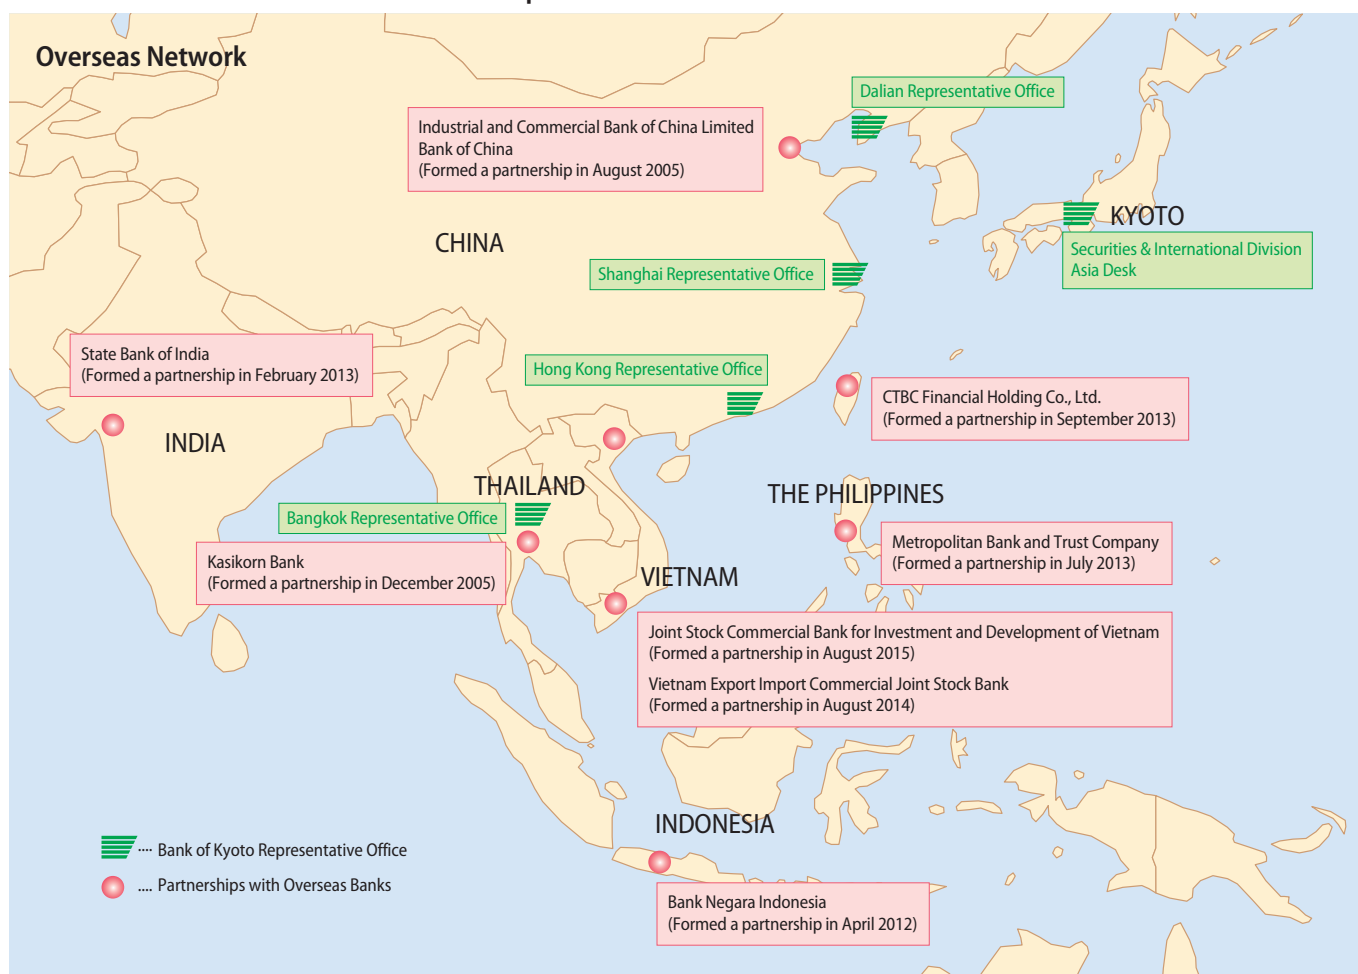 Overseas Network
Dalian Representative Office
Industrial and Commercial Bank of China Limited
Bank of China
(Formed a partnership in August 2005)
KYOTO
Securities & International Division
Asia Desk
CHINA
Shanghai Representative Office
State Bank of India
(Formed a partnership in February 2013)
Hong Kong Representative Office
CTBC Financial Holding Co., Ltd.
(Formed a partnership in September 2013)
INDIA
THAILAND
THE PHILIPPINES
Bangkok Representative Office
Kasikorn Bank
(Formed a partnership in December 2005)
Metropolitan Bank and Trust Company
(Formed a partnership in July 2013)
VIETNAM
Joint Stock Commercial Bank for Investment and Development of Vietnam
(Formed a partnership in August 2015)
Vietnam Export Import Commercial Joint Stock Bank
(Formed a partnership in August 2014)
INDONESIA
Bank Negara Indonesia
(Formed a partnership in April 2012)
···· Bank of Kyoto Representative Office
.... Partnerships with Overseas Banks